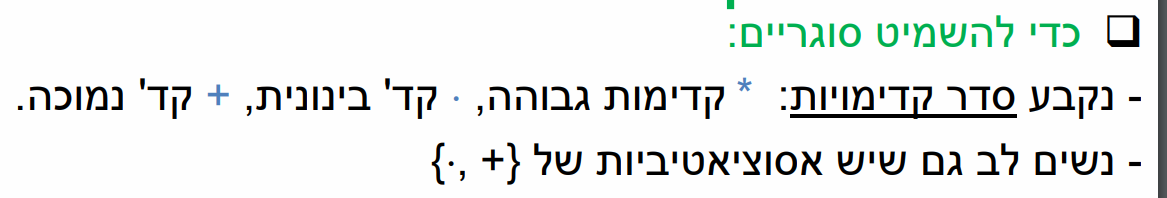 ❑ כדי להשמיט סוגריים:
- נקבע סדר קדימויות: * קדימות גבוהה, · קד' בינונית, + קד' נמוכה.
- נשים לב גם שיש אסוציאטיביות של {+ ,·}